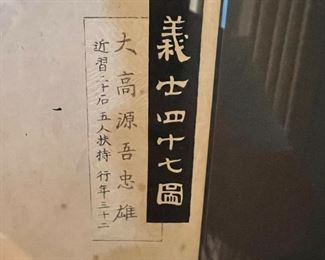 義士四十七圖
大高源吾忠雄
近習二十石五人扶持 行年三十二